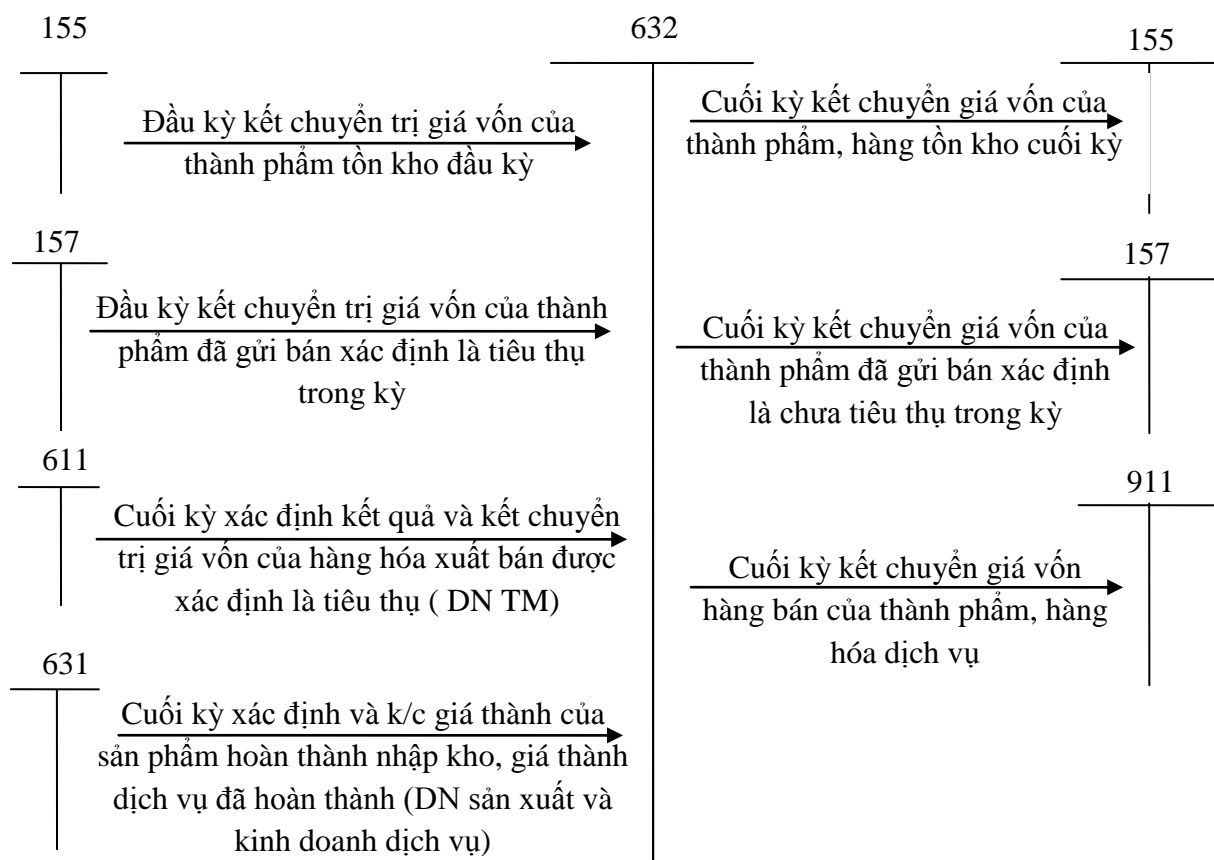 155
632
155
Đầu kỳ kết chuyển trị giá vốn của
thành phẩm tồn kho đầu kỳ
Cuối kỳ kết chuyển giá vốn của
thành phẩm, hàng tồn kho cuối kỳ
157
157
Đầu kỳ kết chuyển trị giá vốn của thành
phẩm đã gửi bán xác định là tiêu thụ
trong kỳ
Cuối kỳ kết chuyển giá vốn của
thành phẩm đã gửi bán xác định
là chưa tiêu thụ trong kỳ
611
911
Cuối kỳ xác định kết quả và kết chuyển
trị giá vốn của hàng hóa xuất bán được
xác định là tiêu thụ ( DN TM)
Cuối kỳ kết chuyển giá vốn
hàng bán của thành phẩm, hàng
hóa dịch vụ
631
Cuối kỳ xác định và k/c giá thành của
sản phẩm hoàn thành nhập kho, giá thành
dịch vụ đã hoàn thành (DN sản xuất và
kinh doanh dịch vụ)